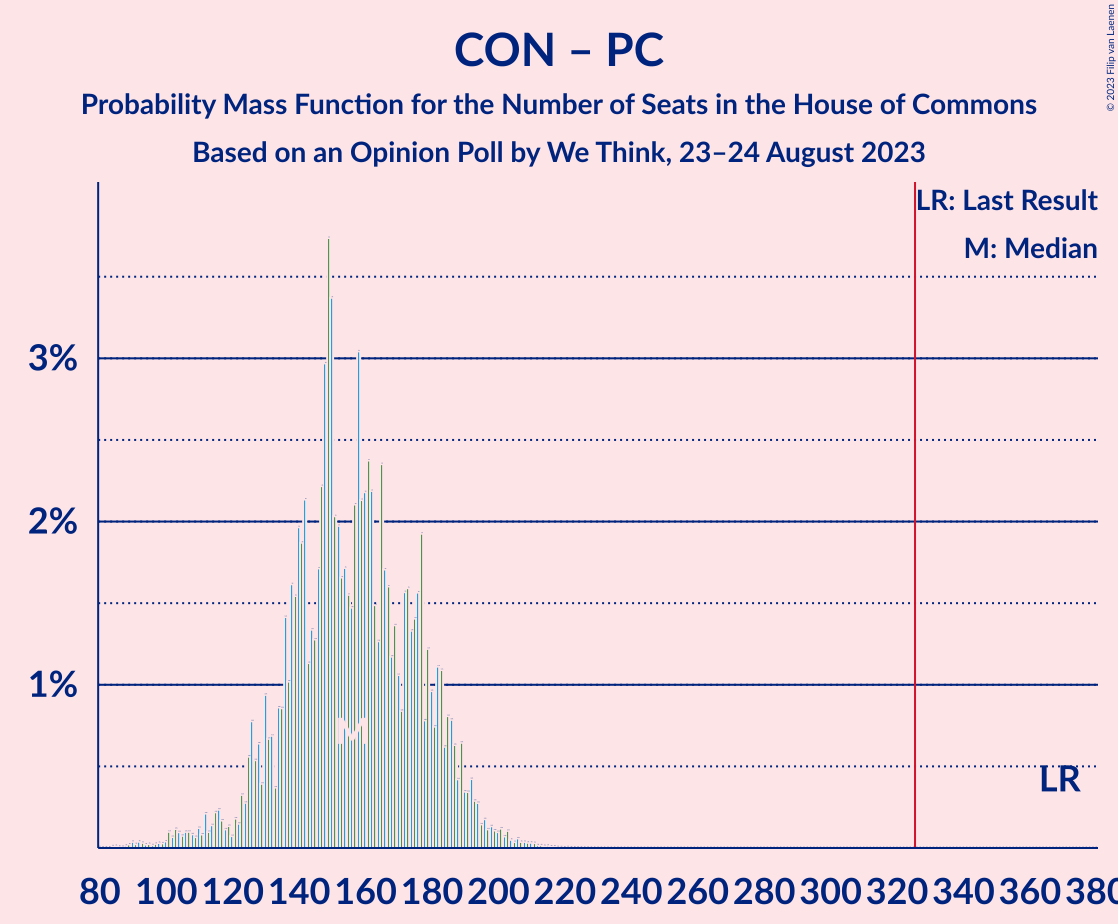 CON – PC
Probability Mass Function for the Number of Seats in the House of Commons
Based on an Opinion Poll by We Think, 23–24 August 2023
© 2023 Filip van Laenen
LR: Last Result
M: Median
3%
2%
1%
M
LR
80 100 120 140 160 180 200 220 240 260 280 300 320 340 360 380